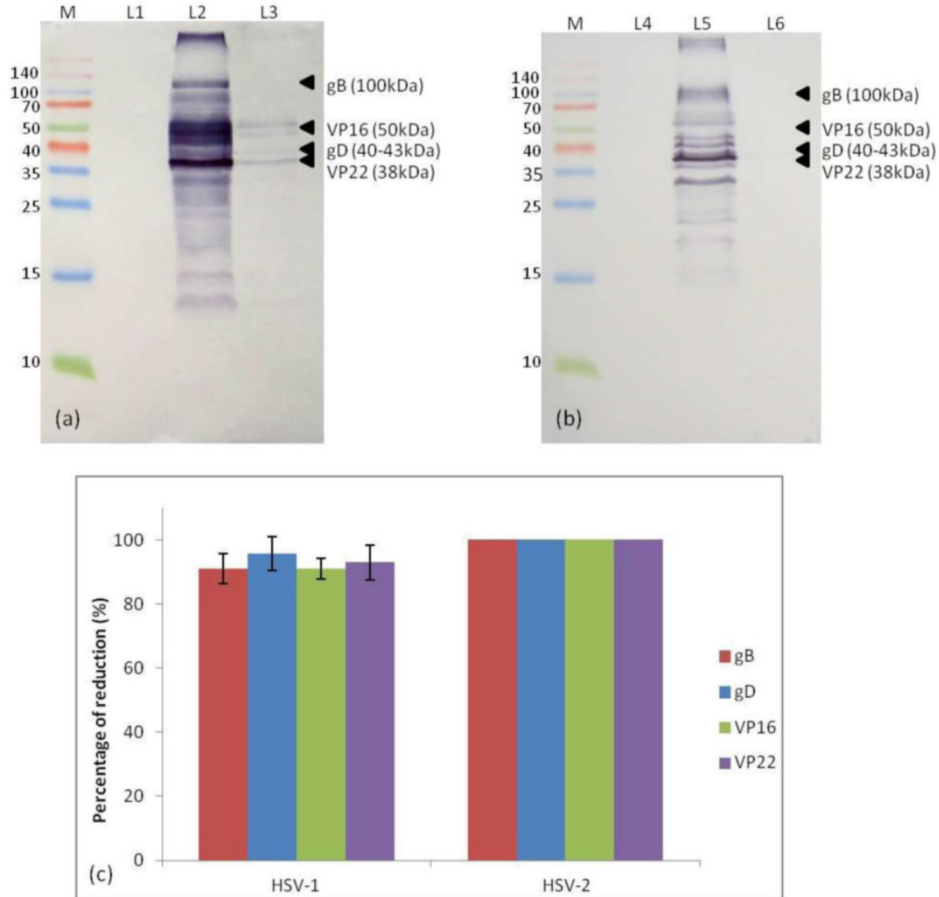 M L1 L2 L3
140
100
70
50
40
35
25
15
10
gB (100kDa)
VP16 (50kDa)
gD (40-43kDa)
VP22 (38kDa)
(a)
M L4 L5 L6
140
100
70
50
40
35
25
15
10
gB (100kDa)
VP16 (50kDa)
gD (40-43kDa)
VP22 (38kDa)
(b)
Percentage of reduction (%)
100
80
60
40
20
0
HSV-1 HSV-2
gB
gD
VP16
VP22
(c)